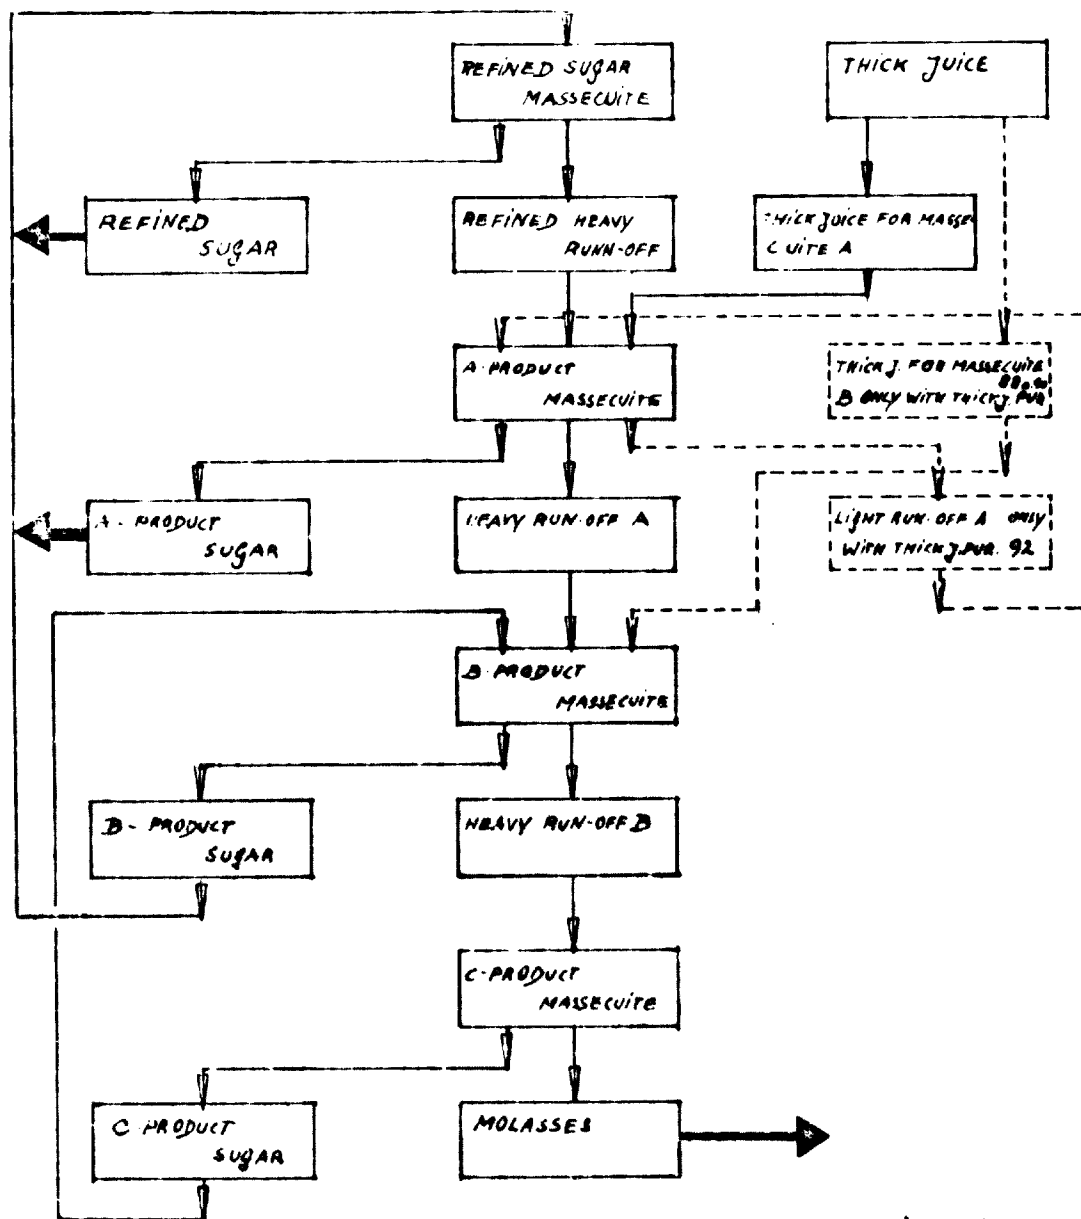 REFINED SUGAR
MASSECUITE
THICK JUICE
REFINED
SUGAR
REFINED HEAVY
RUNN-OFF
THICK JUICE FOR MASSE-
CUITE A
A-PRODUCT
MASSECUITE
THICK J. FOR MASSECUITE
B ONLY WITH THICK J. PUR
A-PRODUCT
SUGAR
HEAVY RUN-OFF A
LIGHT RUN-OFF A ONLY
WITH THICK J. PUR. 92
B-PRODUCT
MASSECUITE
B-PRODUCT
SUGAR
HEAVY RUN-OFF B
C-PRODUCT
MASSECUITE
C-PRODUCT
SUGAR
MOLASSES